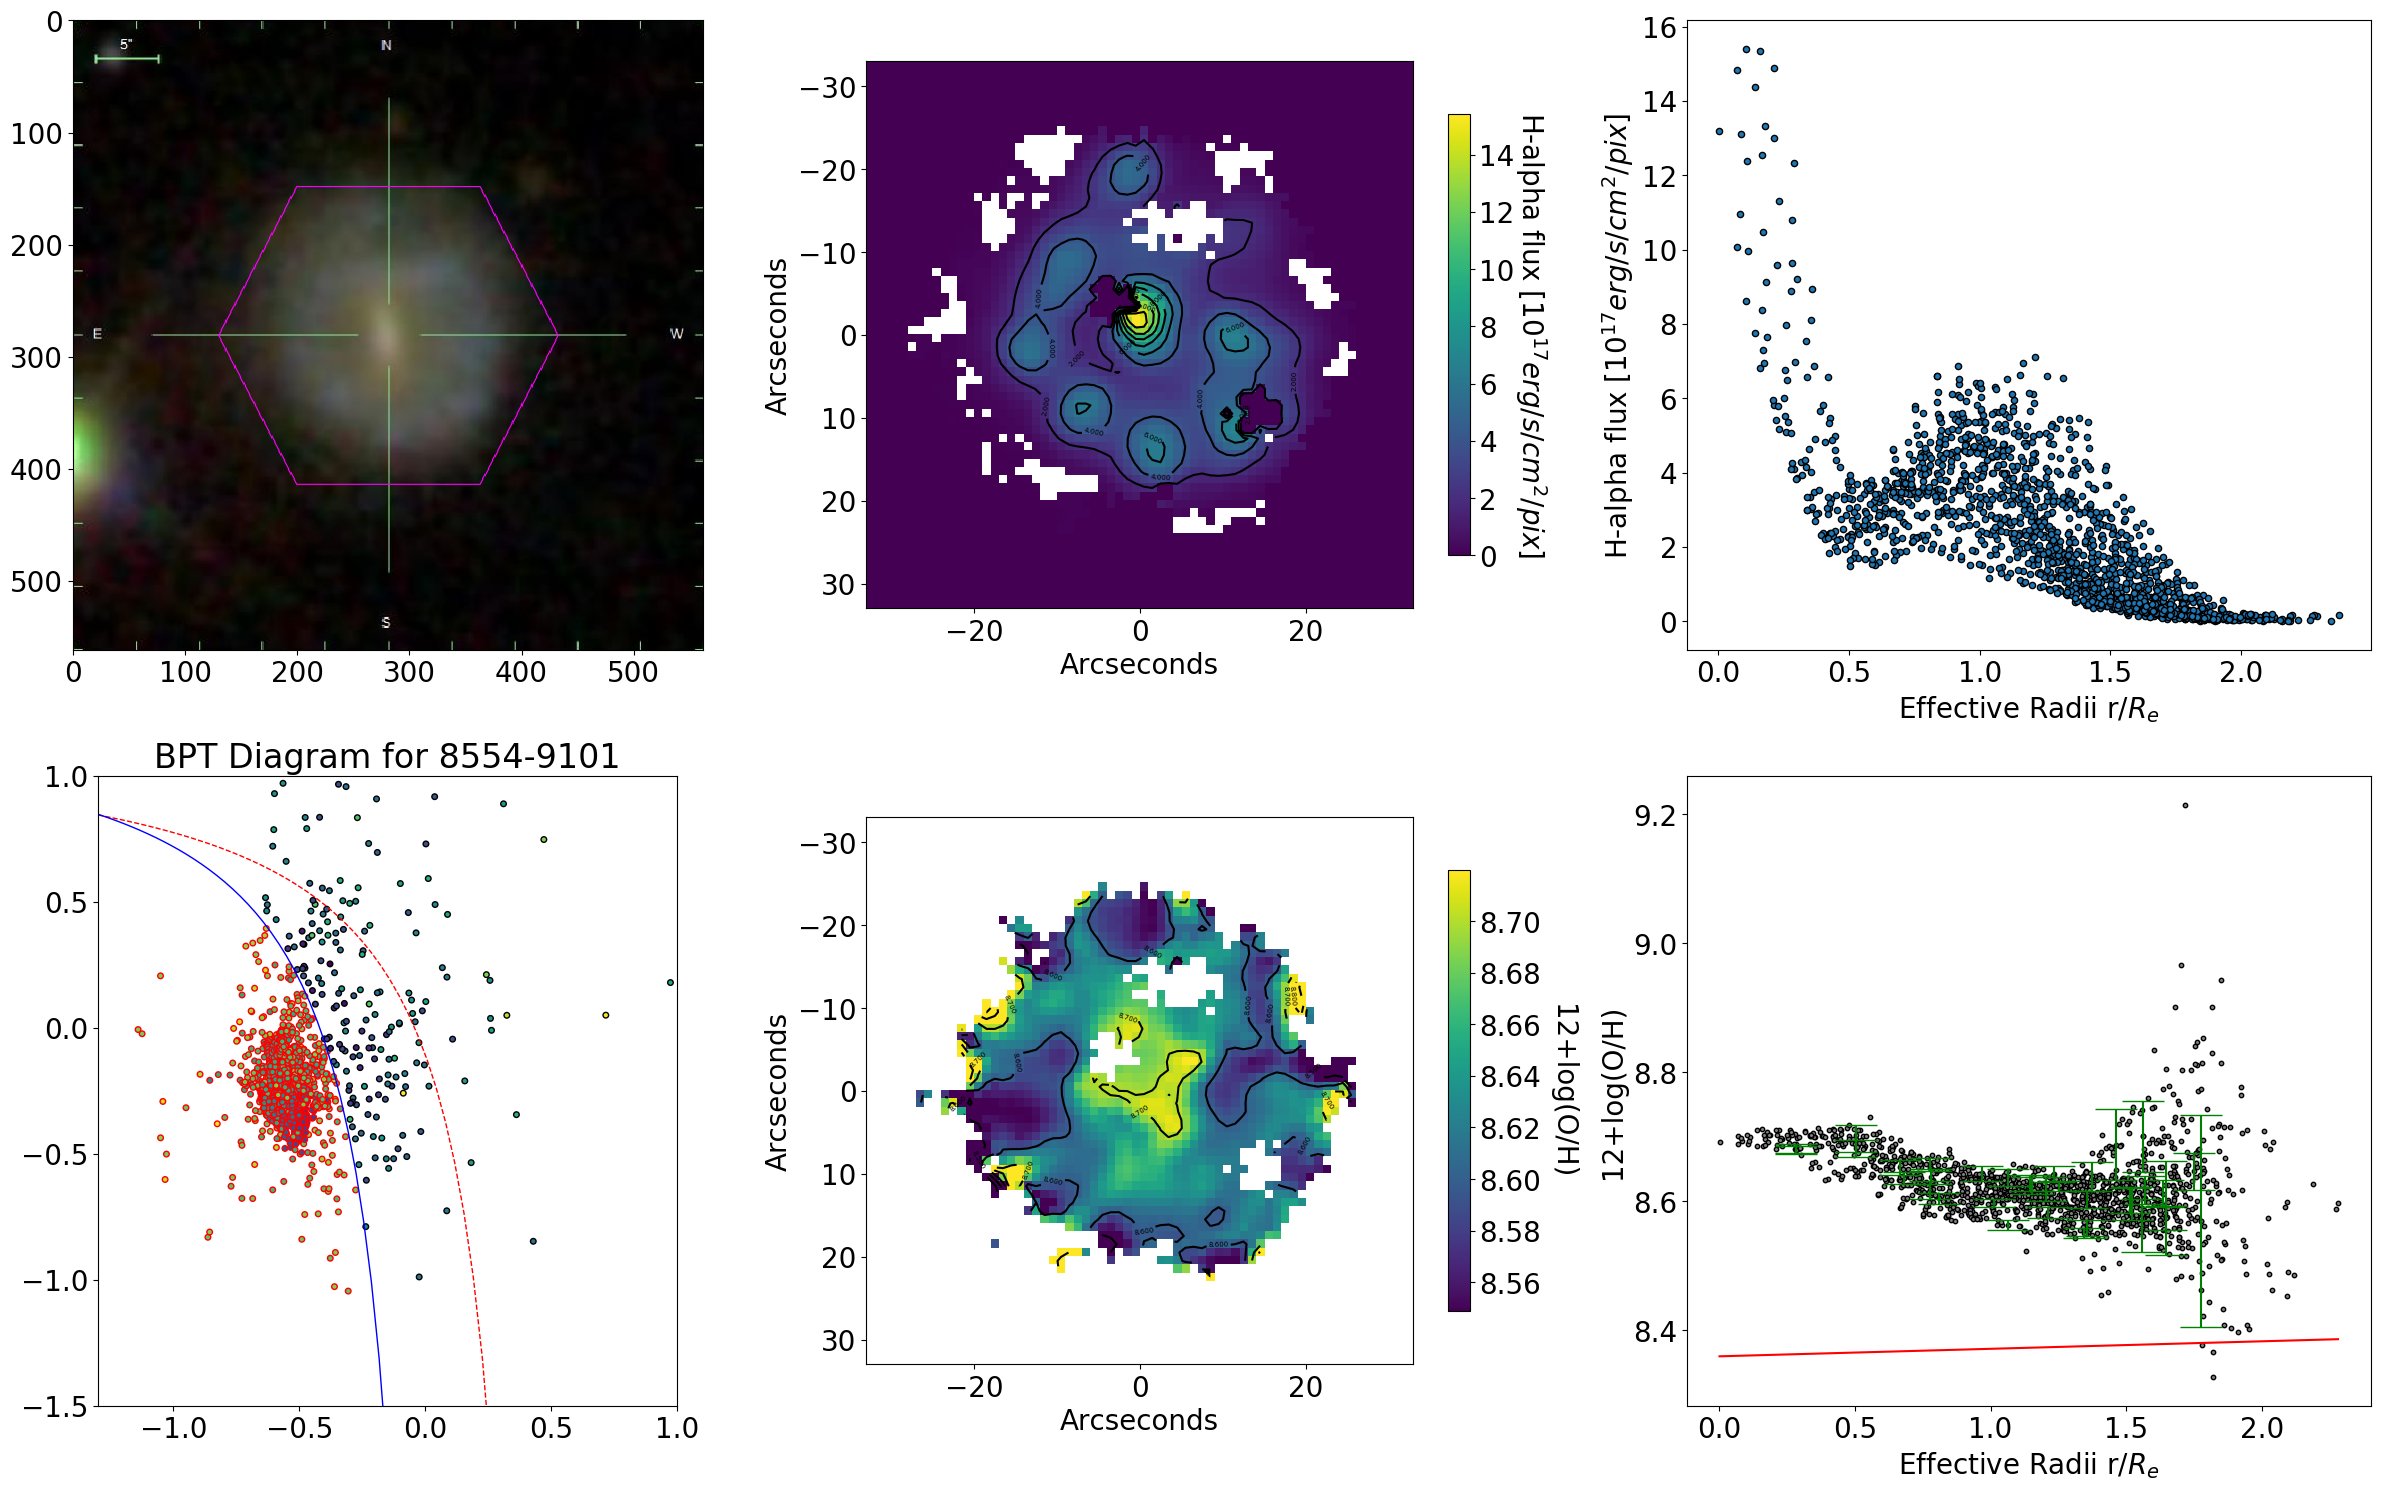 0
100
200
300
400
500
0 100 200 300 400 500
5"
N
E
W
S
−30
−20
−10
0
10
20
30
−20 0 20
Arcseconds
Arcseconds
14
12
10
8
6
4
2
0
H-alpha flux [10^17 erg/s/cm^2/pix]
16
14
12
10
8
6
4
2
0
H-alpha flux [10^17 erg/s/cm^2/pix]
0.0 0.5 1.0 1.5 2.0
Effective Radii r/R_e
BPT Diagram for 8554-9101
1.0
0.5
0.0
−0.5
−1.0
−1.5
−1.0 −0.5 0.0 0.5 1.0
−30
−20
−10
0
10
20
30
−20 0 20
Arcseconds
Arcseconds
8.70
8.68
8.66
8.64
8.62
8.60
8.58
8.56
12+log(O/H)
9.2
9.0
8.8
8.6
8.4
12+log(O/H)
0.0 0.5 1.0 1.5 2.0
Effective Radii r/R_e